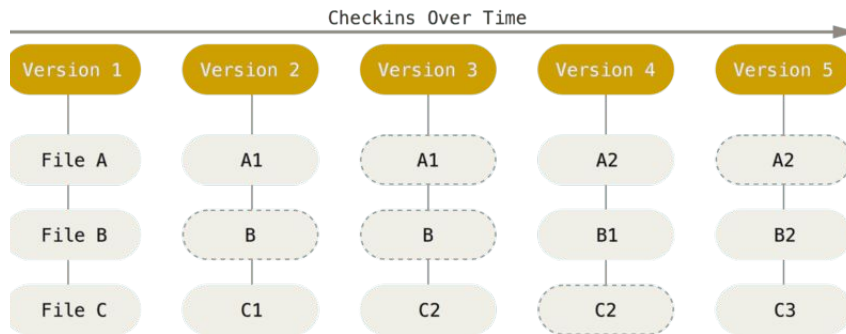 Checkins Over Time
Version 1 Version 2 Version 3 Version 4 Version 5
File A A1 A1 A2 A2
File B B B B1 B2
File C C1 C2 C2 C3